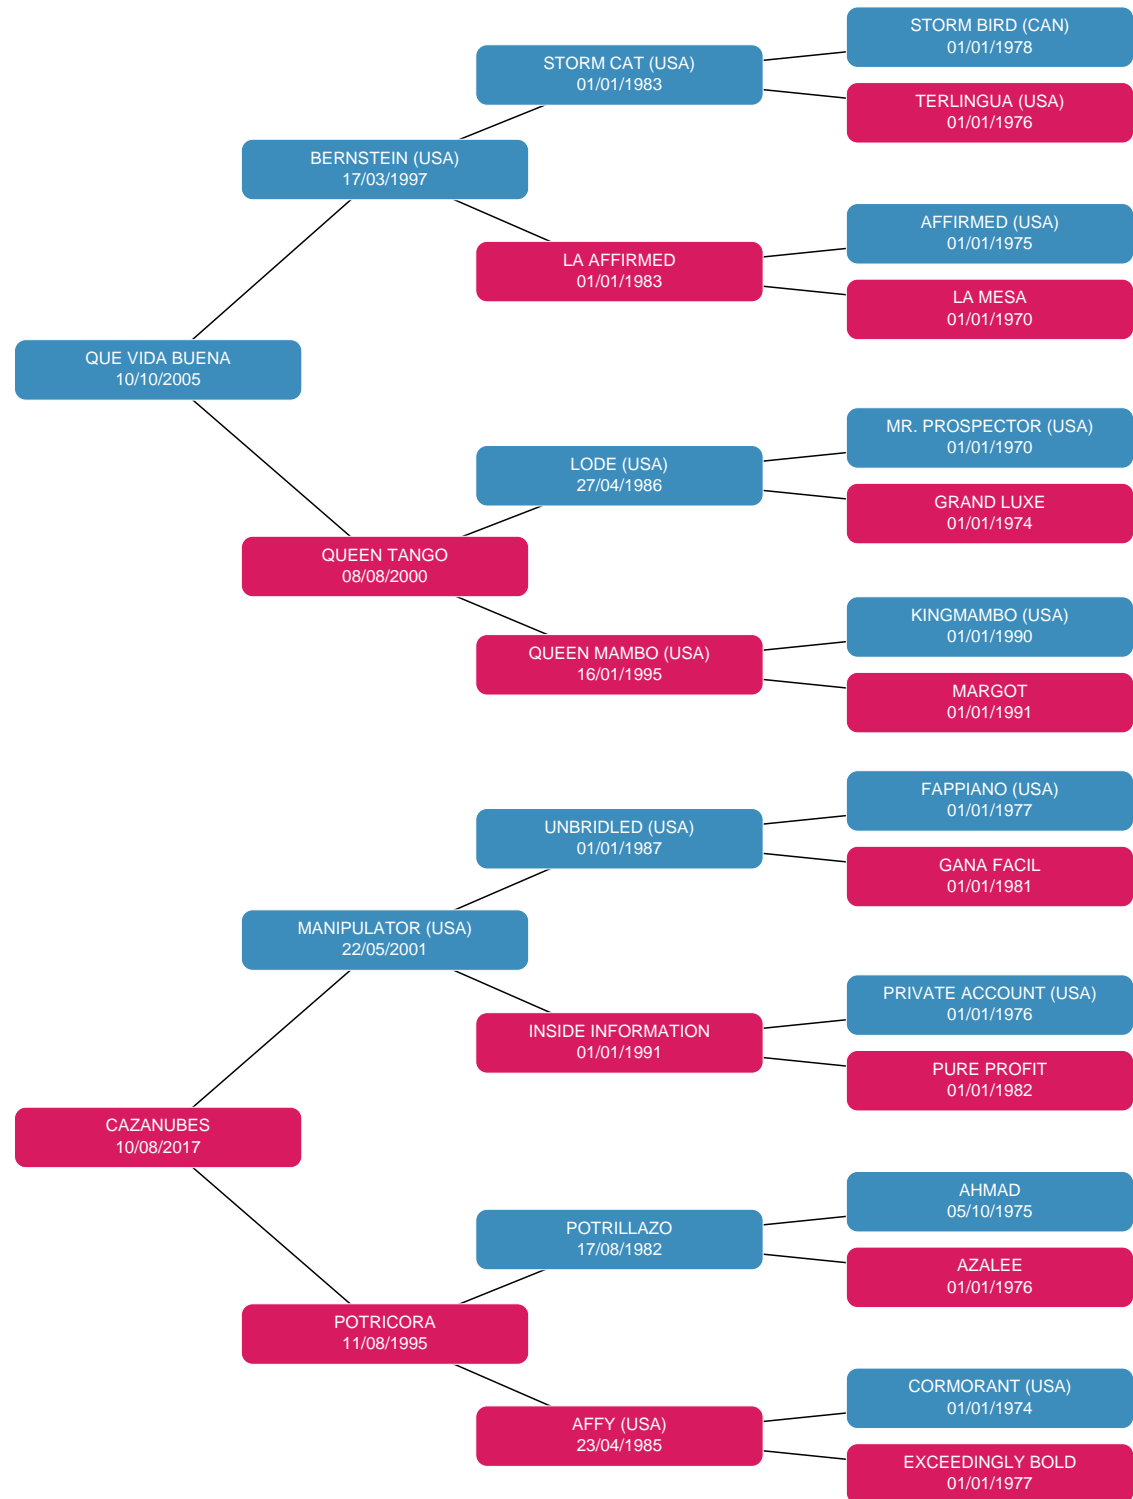 STORM BIRD (CAN)
01/01/1978
STORM CAT (USA)
01/01/1983
TERLINGUA (USA)
01/01/1976
BERNSTEIN (USA)
17/03/1997
AFFIRMED (USA)
01/01/1975
LA AFFIRMED
01/01/1983
LA MESA
01/01/1970
QUE VIDA BUENA
10/10/2005
MR. PROSPECTOR (USA)
01/01/1970
LODE (USA)
27/04/1986
GRAND LUXE
01/01/1974
QUEEN TANGO
08/08/2000
KINGMAMBO (USA)
01/01/1990
QUEEN MAMBO (USA)
16/01/1995
MARGOT
01/01/1991
FAPPIANO (USA)
01/01/1977
UNBRIDLED (USA)
01/01/1987
GANA FACIL
01/01/1981
MANIPULATOR (USA)
22/05/2001
PRIVATE ACCOUNT (USA)
01/01/1976
INSIDE INFORMATION
01/01/1991
PURE PROFIT
01/01/1982
CAZANUBES
10/08/2017
AHMAD
05/10/1975
POTRILLAZO
17/08/1982
AZALEE
01/01/1976
POTRICORA
11/08/1995
CORMORANT (USA)
01/01/1974
AFFY (USA)
23/04/1985
EXCEEDINGLY BOLD
01/01/1977